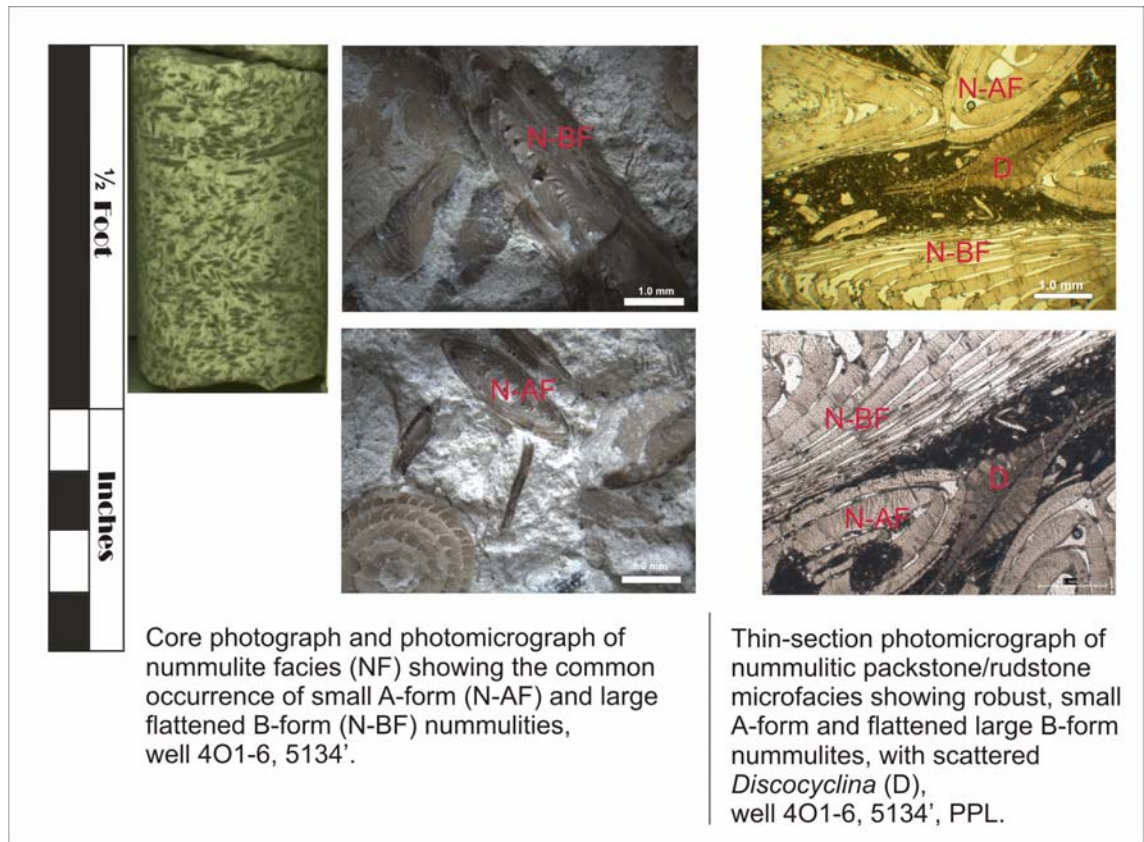 ½ Foot
Inches
N-BF
1.0 mm
N-AF
1.0 mm
N-AF
D
N-BF
1.0 mm
N-BF
D
N-AF
Core photograph and photomicrograph of
nummulite facies (NF) showing the common
occurrence of small A-form (N-AF) and large
flattened B-form (N-BF) nummulities,
well 4O1-6, 5134’.
Thin-section photomicrograph of
nummulitic packstone/rudstone
microfacies showing robust, small
A-form and flattened large B-form
nummulites, with scattered
Discocyclina (D),
well 4O1-6, 5134’, PPL.